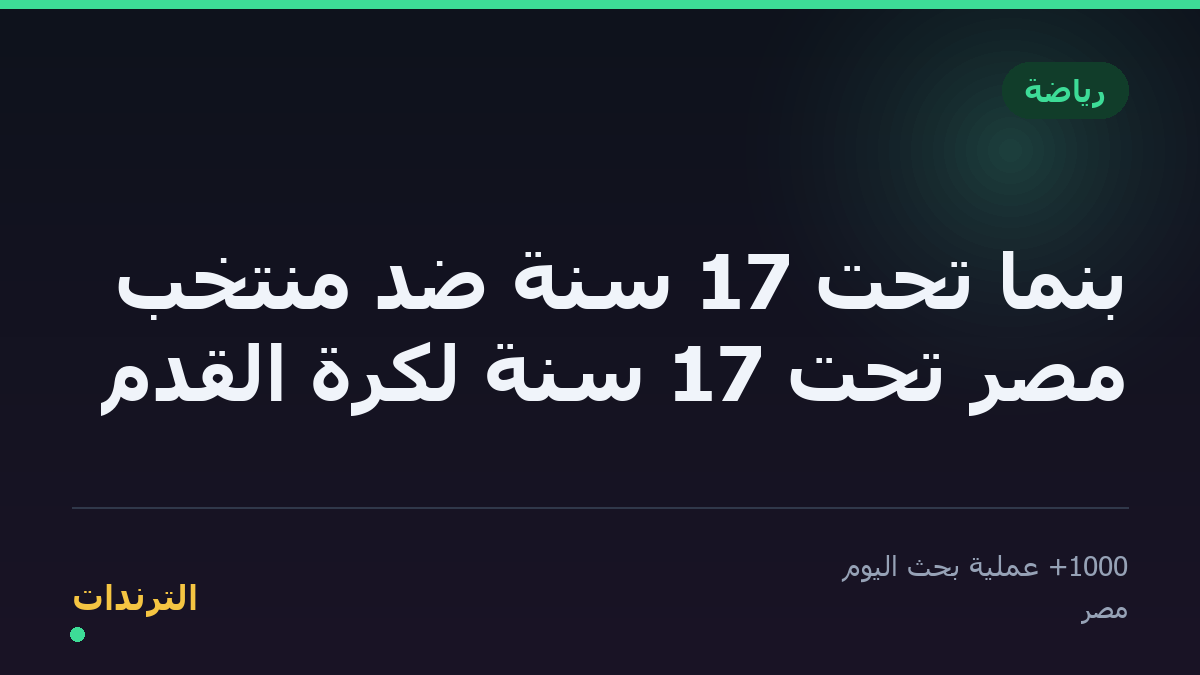 رياضة
بنما تحت 17 سنة ضد منتخب
مصر تحت 17 سنة لكرة القدم
1000+ عملية بحث اليوم
مصر
الترندات